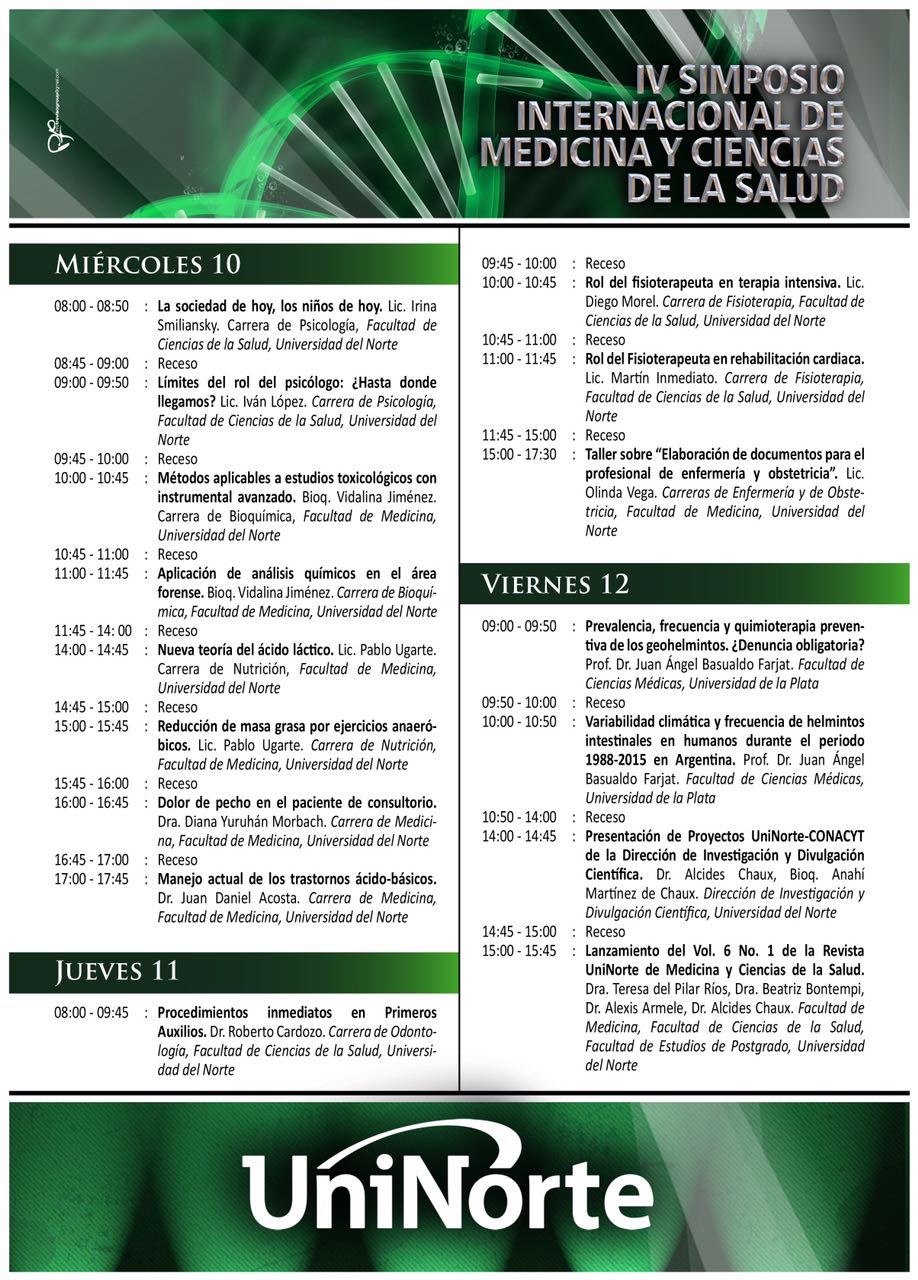 IV SIMPOSIO
INTERNACIONAL DE
MEDICINA Y CIENCIAS
DE LA SALUD
MIÉRCOLES 10
08:00 - 08:50 : La sociedad de hoy, los niños de hoy. Lic. Irina
Smiliansky. Carrera de Psicología, Facultad de
Ciencias de la Salud, Universidad del Norte
08:45 - 09:00 : Receso
09:00 - 09:50 : Límites del rol del psicólogo: ¿Hasta donde
llegamos? Lic. Iván López. Carrera de Psicología,
Facultad de Ciencias de la Salud, Universidad del
Norte
09:45 - 10:00 : Receso
10:00 - 10:45 : Métodos aplicables a estudios toxicológicos con
instrumental avanzado. Bioq. Vidalina Jiménez.
Carrera de Bioquímica, Facultad de Medicina,
Universidad del Norte
10:45 - 11:00 : Receso
11:00 - 11:45 : Aplicación de análisis químicos en el área
forense. Bioq. Vidalina Jiménez. Carrera de Bioquí-
mica, Facultad de Medicina, Universidad del Norte
11:45 - 14: 00 : Receso
14:00 - 14:45 : Nueva teoría del ácido láctico. Lic. Pablo Ugarte.
Carrera de Nutrición, Facultad de Medicina,
Universidad del Norte
14:45 - 15:00 : Receso
15:00 - 15:45 : Reducción de masa grasa por ejercicios anaeró-
bicos. Lic. Pablo Ugarte. Carrera de Nutrición,
Facultad de Medicina, Universidad del Norte
15:45 - 16:00 : Receso
16:00 - 16:45 : Dolor de pecho en el paciente de consultorio.
Dra. Diana Yuruhán Morbach. Carrera de Medici-
na, Facultad de Medicina, Universidad del Norte
16:45 - 17:00 : Receso
17:00 - 17:45 : Manejo actual de los trastornos ácido-básicos.
Dr. Juan Daniel Acosta. Carrera de Medicina,
Facultad de Medicina, Universidad del Norte
JUEVES 11
08:00 - 09:45 : Procedimientos inmediatos en Primeros
Auxilios. Dr. Roberto Cardozo. Carrera de Odonto-
logía, Facultad de Ciencias de la Salud, Universi-
dad del Norte
09:45 - 10:00 : Receso
10:00 - 10:45 : Rol del fisioterapeuta en terapia intensiva. Lic.
Diego Morel. Carrera de Fisioterapia, Facultad de
Ciencias de la Salud, Universidad del Norte
10:45 - 11:00 : Receso
11:00 - 11:45 : Rol del Fisioterapeuta en rehabilitación cardiaca.
Lic. Martín Inmediato. Carrera de Fisioterapia,
Facultad de Ciencias de la Salud, Universidad del
Norte
11:45 - 15:00 : Receso
15:00 - 17:30 : Taller sobre “Elaboración de documentos para el
profesional de enfermería y obstetricia”. Lic.
Olinda Vega. Carreras de Enfermería y de Obste-
tricia, Facultad de Medicina, Universidad del
Norte
VIERNES 12
09:00 - 09:50 : Prevalencia, frecuencia y quimioterapia preven-
tiva de los geohelmintos. ¿Denuncia obligatoria?
Prof. Dr. Juan Ángel Basualdo Farjat. Facultad de
Ciencias Médicas, Universidad de la Plata
09:50 - 10:00 : Receso
10:00 - 10:50 : Variabilidad climática y frecuencia de helmintos
intestinales en humanos durante el periodo
1988-2015 en Argentina. Prof. Dr. Juan Ángel
Basualdo Farjat. Facultad de Ciencias Médicas,
Universidad de la Plata
10:50 - 14:00 : Receso
14:00 - 14:45 : Presentación de Proyectos UniNorte-CONACYT
de la Dirección de Investigación y Divulgación
Científica. Dr. Alcides Chaux, Bioq. Anahí
Martínez de Chaux. Dirección de Investigación y
Divulgación Científica, Universidad del Norte
14:45 - 15:00 : Receso
15:00 - 15:45 : Lanzamiento del Vol. 6 No. 1 de la Revista
UniNorte de Medicina y Ciencias de la Salud.
Dra. Teresa del Pilar Ríos, Dra. Beatriz Bontempi,
Dr. Alexis Armele, Dr. Alcides Chaux. Facultad de
Medicina, Facultad de Ciencias de la Salud,
Facultad de Estudios de Postgrado, Universidad
del Norte
UniNorte